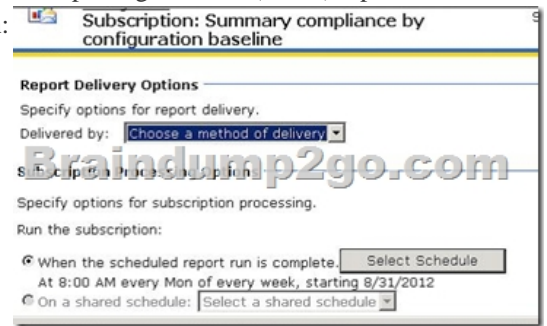 Subscription: Summary compliance by
configuration baseline
Report Delivery Options
Specify options for report delivery.
Delivered by: Choose a method of delivery
Braindump2go.com
Subscription Processing Options
Specify options for subscription processing.
Run the subscription:
When the scheduled report run is complete. Select Schedule
At 8:00 AM every Mon of every week, starting 8/31/2012
On a shared schedule: Select a shared schedule